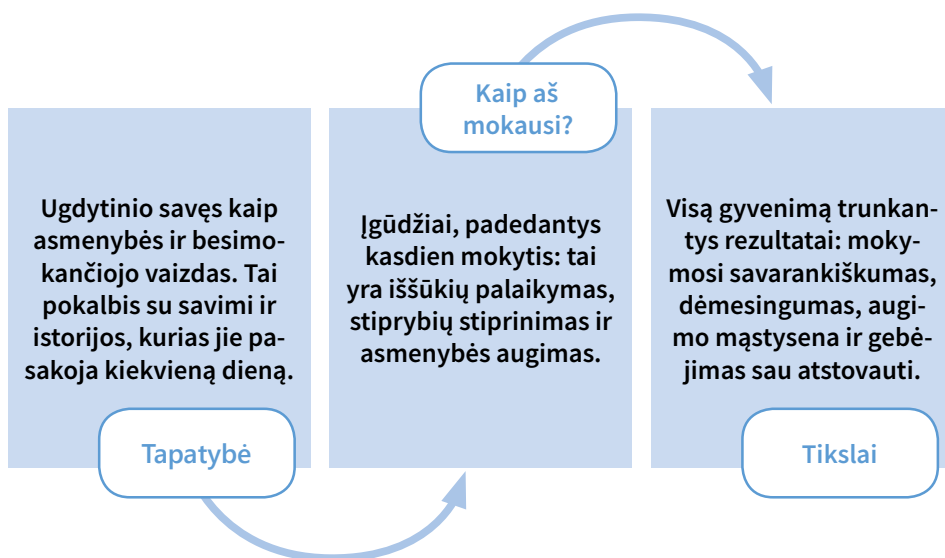 Ugdytinio savęs kaip
asmenybės ir besimo-
kančiojo vaizdas. Tai
pokalbis su savimi ir
istorijos, kurias jie pa-
sakoja kiekvieną dieną.
Tapatybė
Kaip aš
mokausi?
Įgūdžiai, padedantys
kasdien mokytis: tai
yra iššūkių palaikymas,
stiprybių stiprinimas ir
asmenybės augimas.
Visą gyvenimą trunkan-
tys rezultatai: moky-
mosi savarankiškumas,
dėmesingumas, augi-
mo mąstysena ir gebė-
jimas sau atstovauti.
Tikslai